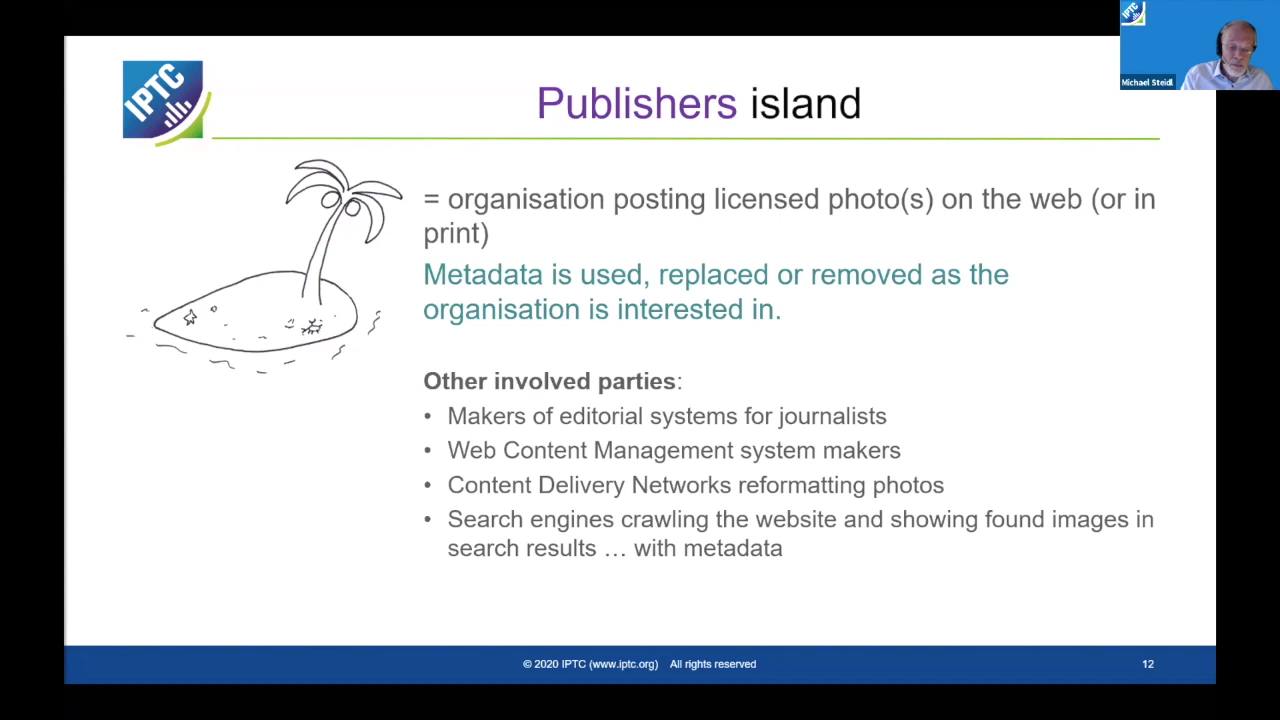 IPTC
Michael Steidl
IPTC
Publishers island
= organisation posting licensed photo(s) on the web (or in
print)
Metadata is used, replaced or removed as the
organisation is interested in.
Other involved parties:
• Makers of editorial systems for journalists
• Web Content Management system makers
• Content Delivery Networks reformatting photos
• Search engines crawling the website and showing found images in
search results … with metadata
© 2020 IPTC (www.iptc.org) All rights reserved
12